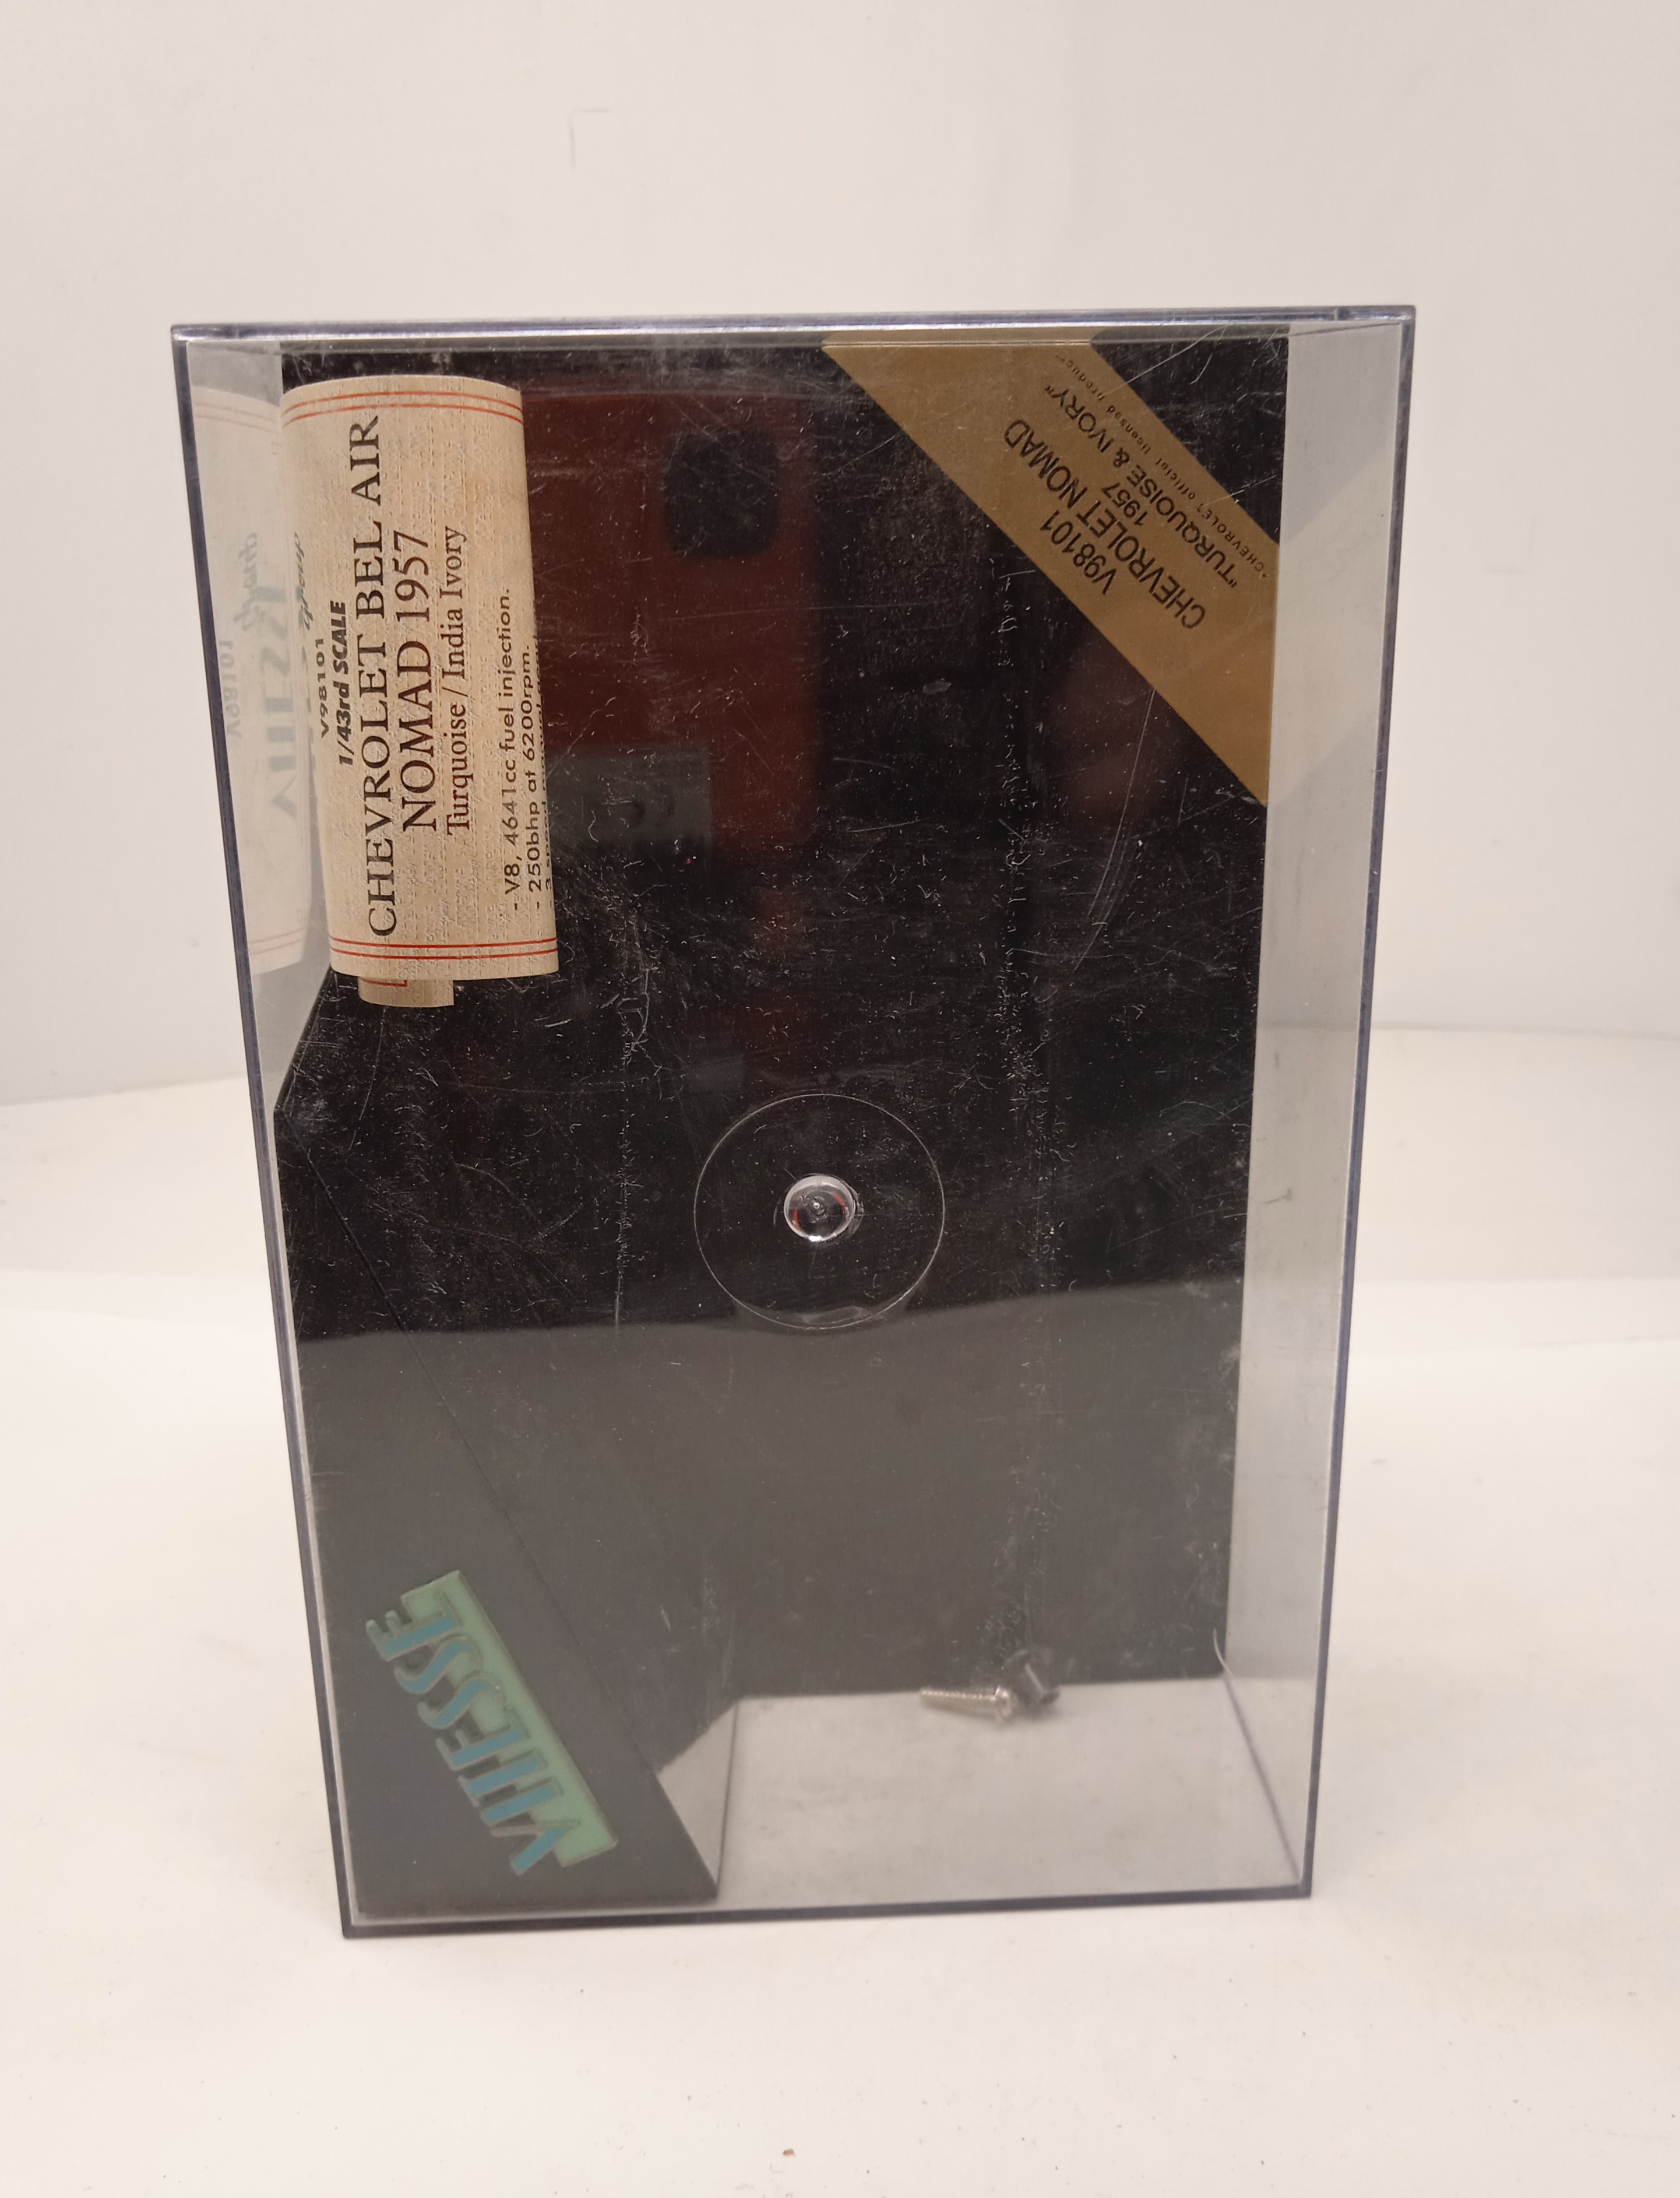 V98101
1/43rd SCALE
CHEVROLET BEL AIR
NOMAD 1957
Turquoise / India Ivory
- V8, 4641cc fuel injection.
- 250bhp at 6200rpm.
V98101
CHEVROLET NOMAD
1957
"TURQUOISE & IVORY"
"CHEVROLET official licensed product"
VITESSE